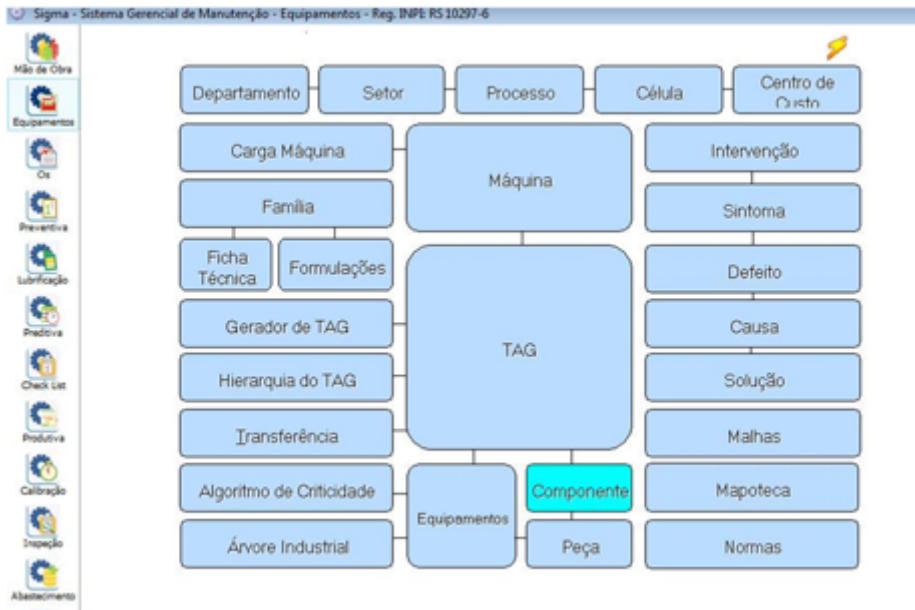 Sigma - Sistema Gerencial de Manutenção - Equipamentos - Reg. INPI: RS 10297-6
Mão de Obra
Equipamentos
Os
Preventiva
Lubrificação
Preditiva
Check List
Produtiva
Calibração
Inspeção
Abastecimento
Departamento
Setor
Processo
Célula
Centro de
Custo
Carga Máquina
Máquina
Intervenção
Família
Sintoma
Ficha
Técnica
Formulações
Defeito
Gerador de TAG
TAG
Causa
Hierarquia do TAG
Solução
Transferência
Malhas
Algoritmo de Criticidade
Equipamentos
Componente
Mapoteca
Árvore Industrial
Peça
Normas